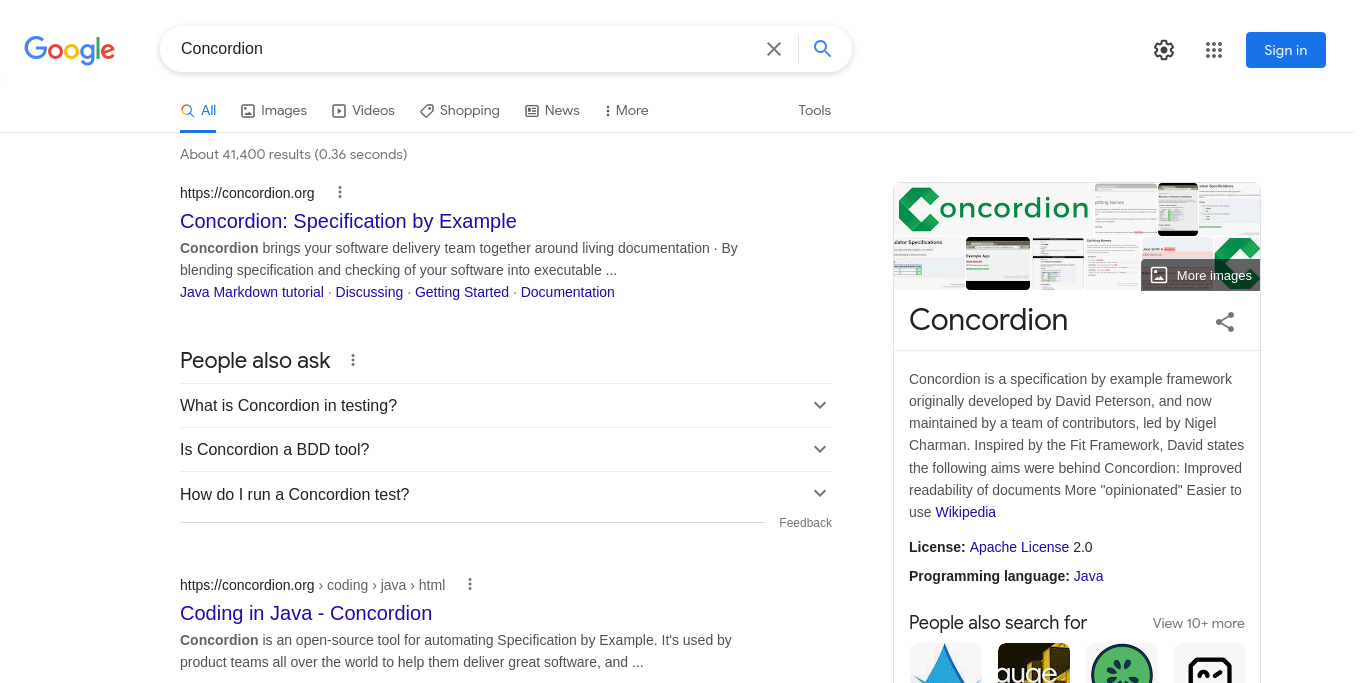 Google
Concordion
Sign in
All
Images
Videos
Shopping
News
More
Tools
About 41,400 results (0.36 seconds)
https://concordion.org
Concordion: Specification by Example
Concordion brings your software delivery team together around living documentation · By
blending specification and checking of your software into executable ...
Java Markdown tutorial · Discussing · Getting Started · Documentation
People also ask
What is Concordion in testing?
Is Concordion a BDD tool?
How do I run a Concordion test?
Feedback
https://concordion.org › coding › java › html
Coding in Java - Concordion
Concordion is an open-source tool for automating Specification by Example. It's used by
product teams all over the world to help them deliver great software, and ...
oncordion
Splitting Names
Example App
More images
Concordion
Concordion is a specification by example framework
originally developed by David Peterson, and now
maintained by a team of contributors, led by Nigel
Charman. Inspired by the Fit Framework, David states
the following aims were behind Concordion: Improved
readability of documents More "opinionated" Easier to
use Wikipedia
License: Apache License 2.0
Programming language: Java
People also search for
View 10+ more